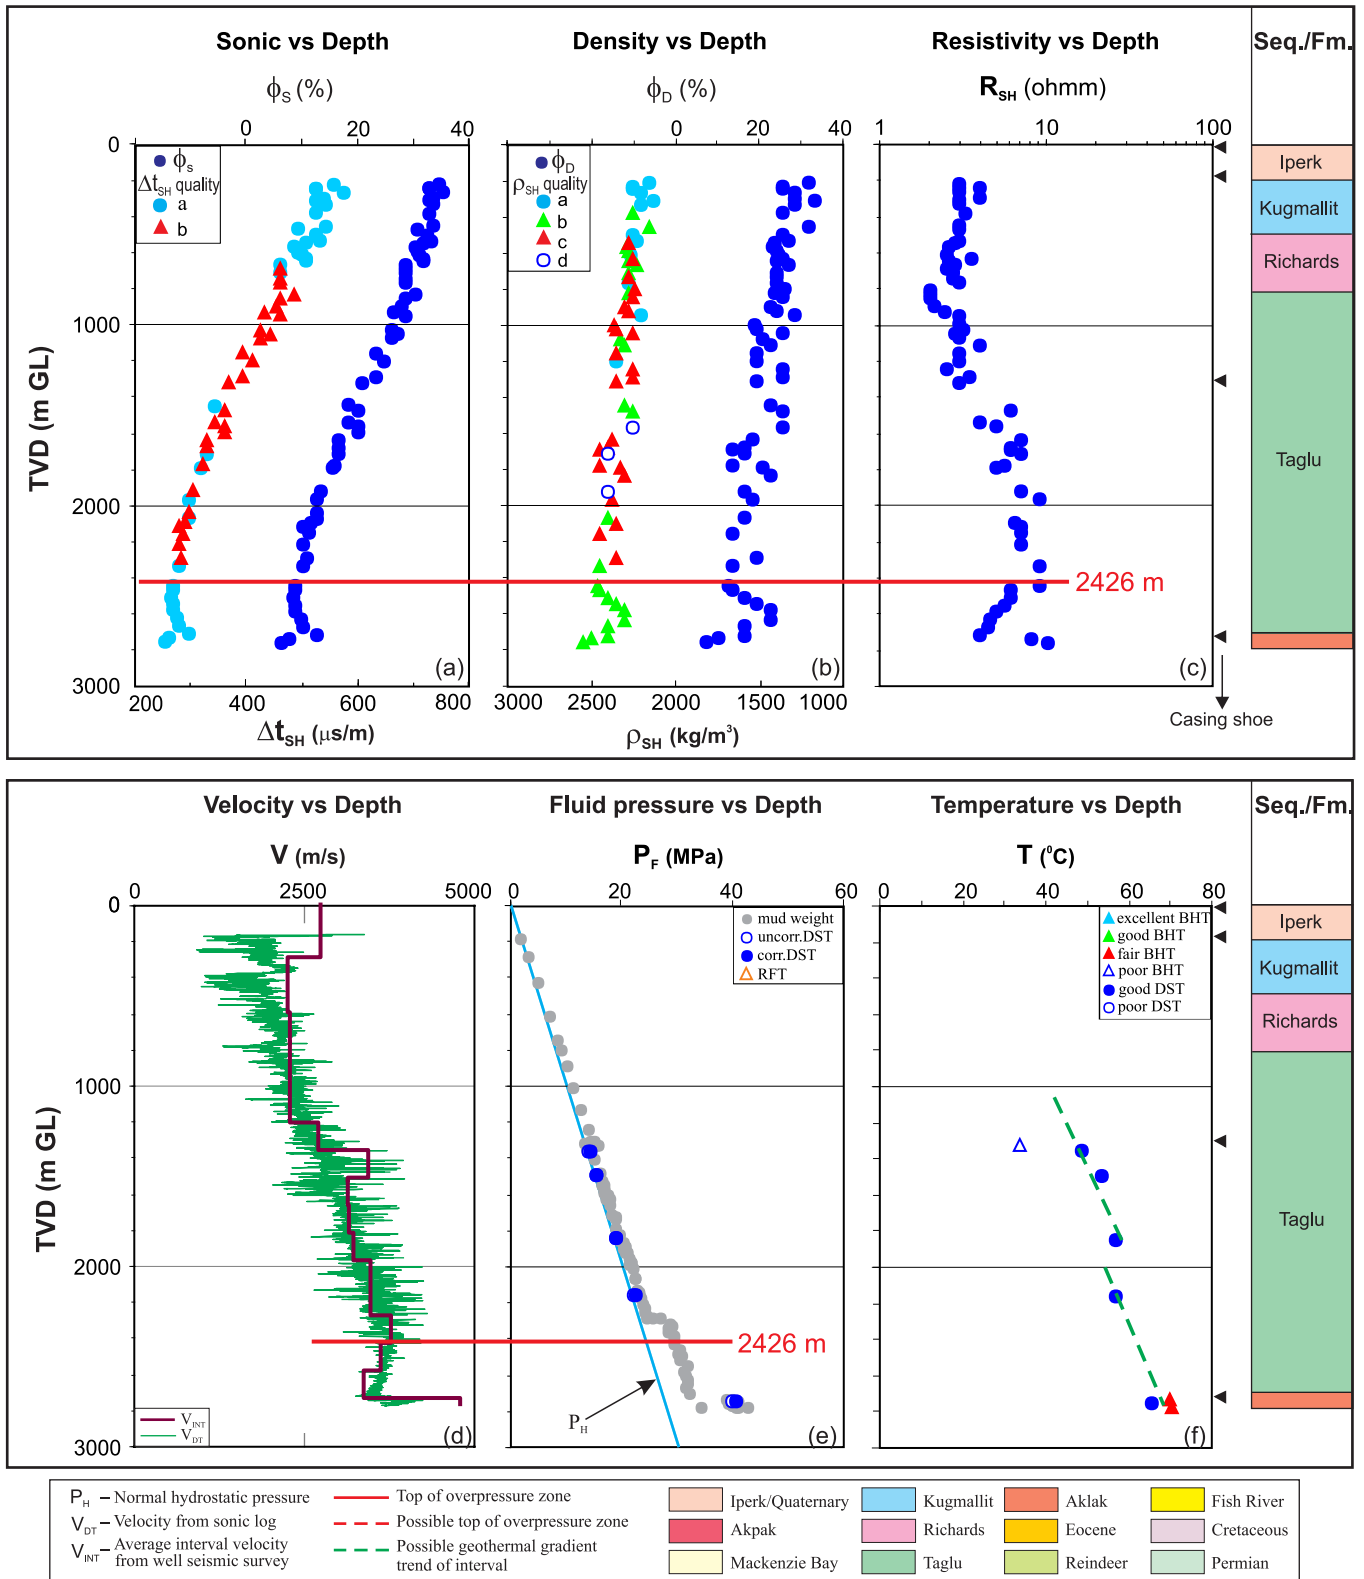 Sonic vs Depth
Density vs Depth
Resistivity vs Depth
Seq./Fm.
ϕS (%)
ϕD (%)
RSH (ohmm)
0 20 40
0 20 40
1 10 100
TVD (m GL)
0
1000
2000
3000
ϕs
ΔtSH quality
a
b
ϕD
ρSH quality
a
b
c
d
Iperk
Kugmallit
Richards
Taglu
2426 m
(a)
(b)
(c)
200 400 600 800
3000 2500 2000 1500 1000
ΔtSH (μs/m)
ρSH (kg/m³)
Casing shoe
Velocity vs Depth
Fluid pressure vs Depth
Temperature vs Depth
Seq./Fm.
V (m/s)
PF (MPa)
T (⁰C)
0 2500 5000
0 20 40 60
0 20 40 60 80
TVD (m GL)
0
1000
2000
3000
mud weight
uncorr.DST
corr.DST
RFT
excellent BHT
good BHT
fair BHT
poor BHT
good DST
poor DST
Iperk
Kugmallit
Richards
Taglu
2426 m
PH
VINT
VDT
(d)
(e)
(f)
PH – Normal hydrostatic pressure
VDT – Velocity from sonic log
VINT – Average interval velocity
from well seismic survey
Top of overpressure zone
Possible top of overpressure zone
Possible geothermal gradient
trend of interval
Iperk/Quaternary
Kugmallit
Aklak
Fish River
Akpak
Richards
Eocene
Cretaceous
Mackenzie Bay
Taglu
Reindeer
Permian